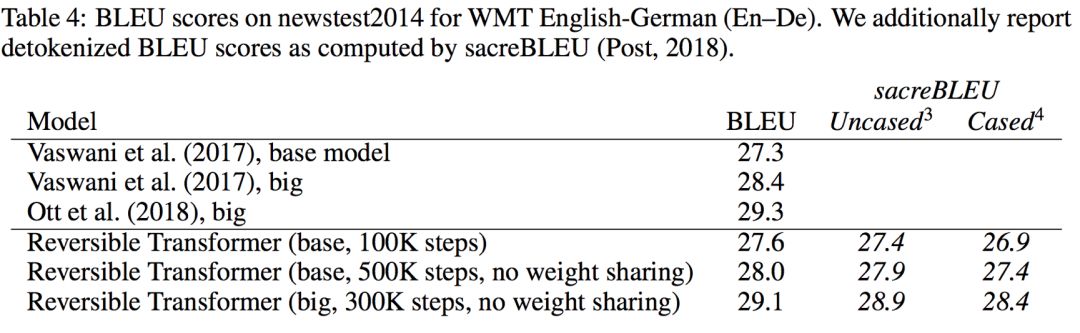 Table 4: BLEU scores on newstest2014 for WMT English-German (En–De). We additionally report
detokenized BLEU scores as computed by sacreBLEU (Post, 2018).
sacreBLEU
Model BLEU Uncased³ Cased⁴
Vaswani et al. (2017), base model 27.3
Vaswani et al. (2017), big 28.4
Ott et al. (2018), big 29.3
Reversible Transformer (base, 100K steps) 27.6 27.4 26.9
Reversible Transformer (base, 500K steps, no weight sharing) 28.0 27.9 27.4
Reversible Transformer (big, 300K steps, no weight sharing) 29.1 28.9 28.4